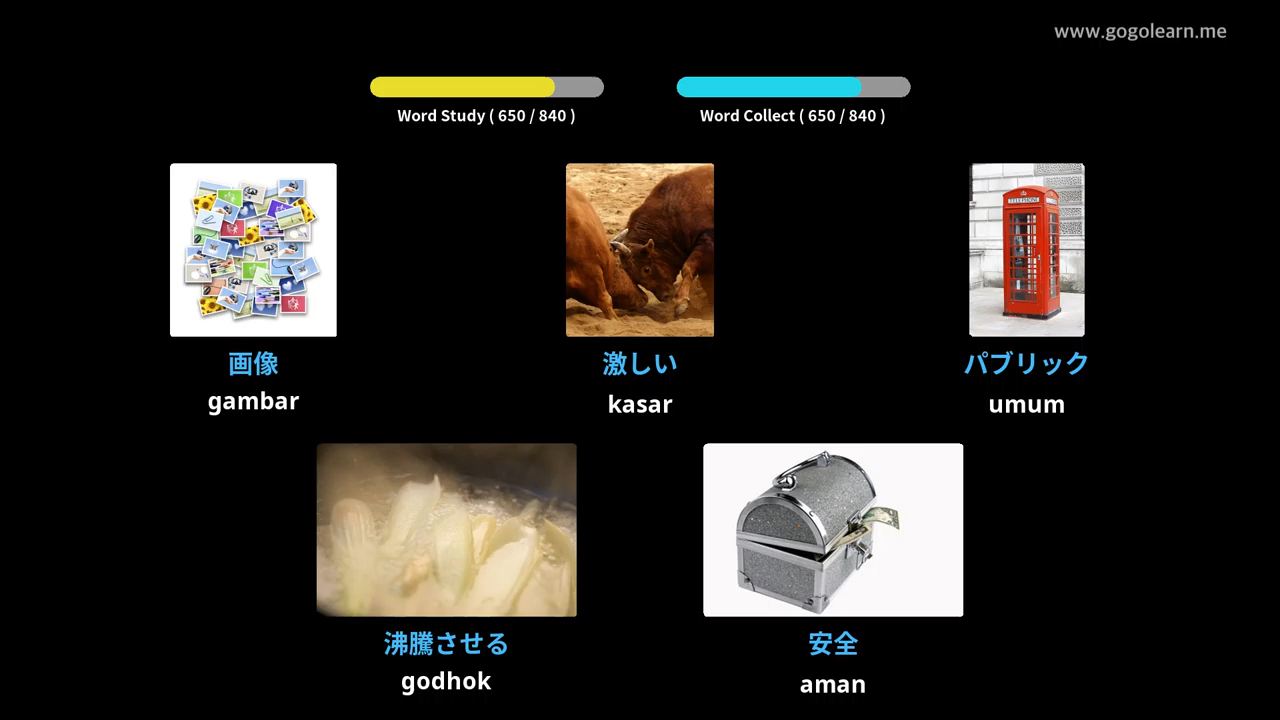 www.gogolearn.me
Word Study ( 650 / 840 )
Word Collect ( 650 / 840 )
TELEPHONE
画像
gambar
激しい
kasar
パブリック
umum
沸騰させる
godhok
安全
aman